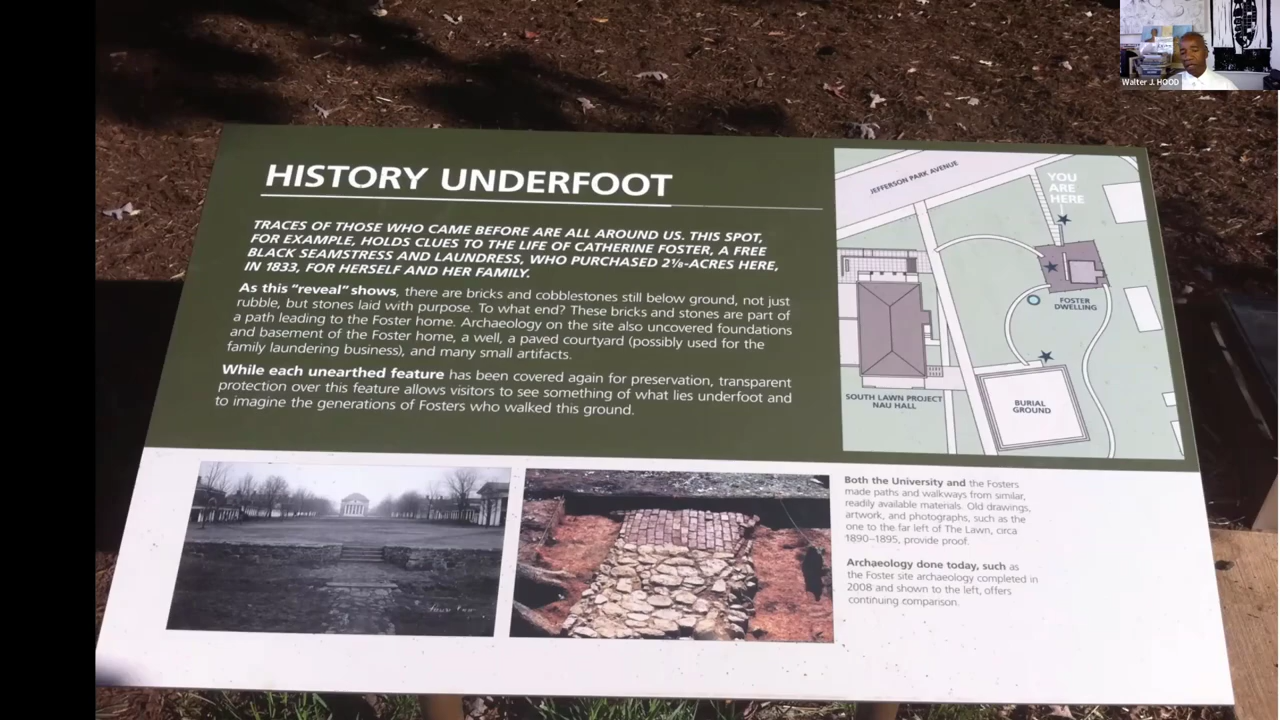 Walter J. HOOD
HISTORY UNDERFOOT
TRACES OF THOSE WHO CAME BEFORE ARE ALL AROUND US. THIS SPOT,
FOR EXAMPLE, HOLDS CLUES TO THE LIFE OF CATHERINE FOSTER, A FREE
BLACK SEAMSTRESS AND LAUNDRESS, WHO PURCHASED 2⅛-ACRES HERE,
IN 1833, FOR HERSELF AND HER FAMILY.
As this "reveal" shows, there are bricks and cobblestones still below ground, not just
rubble, but stones laid with purpose. To what end? These bricks and stones are part of
a path leading to the Foster home. Archaeology on the site also uncovered foundations
and basement of the Foster home, a well, a paved courtyard (possibly used for the
family laundering business), and many small artifacts.
While each unearthed feature has been covered again for preservation, transparent
protection over this feature allows visitors to see something of what lies underfoot and
to imagine the generations of Fosters who walked this ground.
JEFFERSON PARK AVENUE
YOU
ARE
HERE
FOSTER
DWELLING
SOUTH LAWN PROJECT
NAU HALL
BURIAL
GROUND
Both the University and the Fosters
made paths and walkways from similar,
readily available materials. Old drawings,
artwork, and photographs, such as the
one to the far left of The Lawn, circa
1890–1895, provide proof.
Archaeology done today, such as
the Foster site archaeology completed in
2008 and shown to the left, offers
continuing comparison.